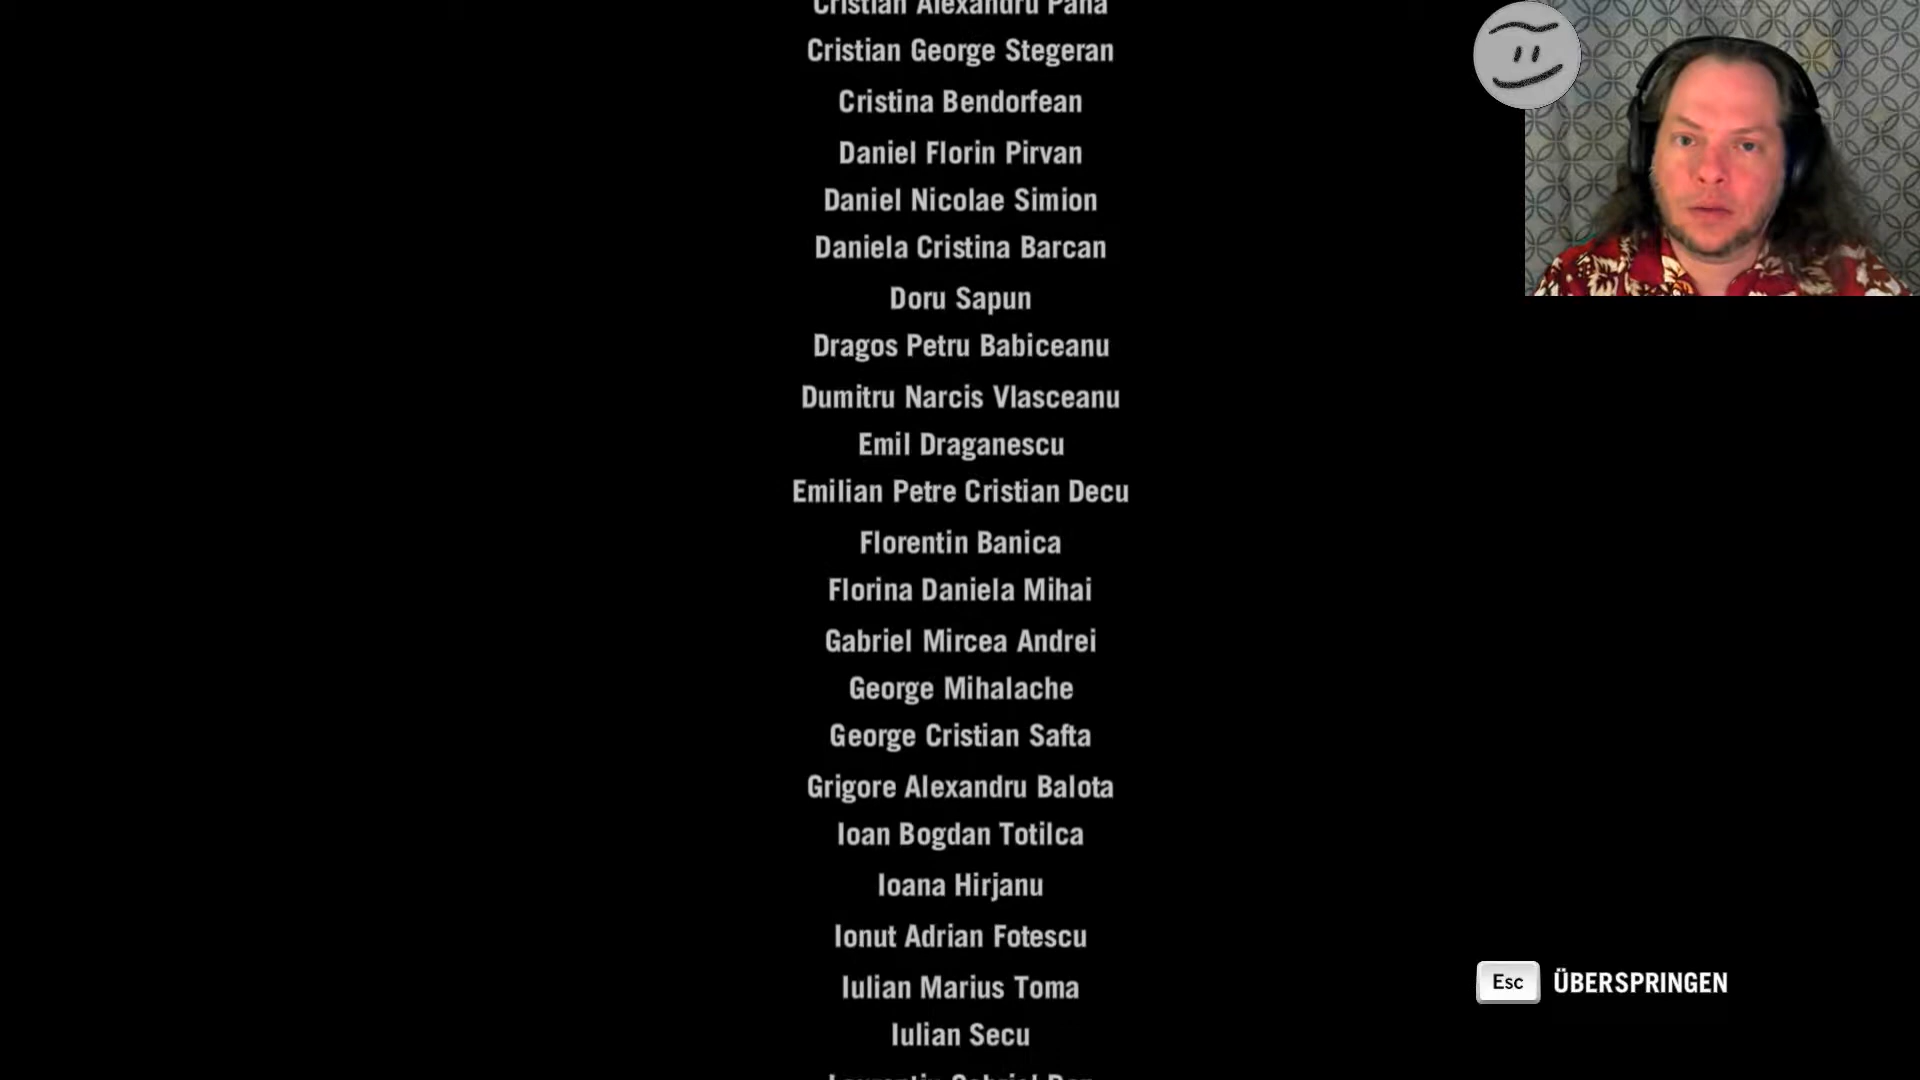 Cristian Alexandru Pana
Cristian George Stegeran
Cristina Bendorfean
Daniel Florin Pirvan
Daniel Nicolae Simion
Daniela Cristina Barcan
Doru Sapun
Dragos Petru Babiceanu
Dumitru Narcis Vlasceanu
Emil Draganescu
Emilian Petre Cristian Decu
Florentin Banica
Florina Daniela Mihai
Gabriel Mircea Andrei
George Mihalache
George Cristian Safta
Grigore Alexandru Balota
Ioan Bogdan Totilca
Ioana Hirjanu
Ionut Adrian Fotescu
Iulian Marius Toma
Iulian Secu
Esc ÜBERSPRINGEN